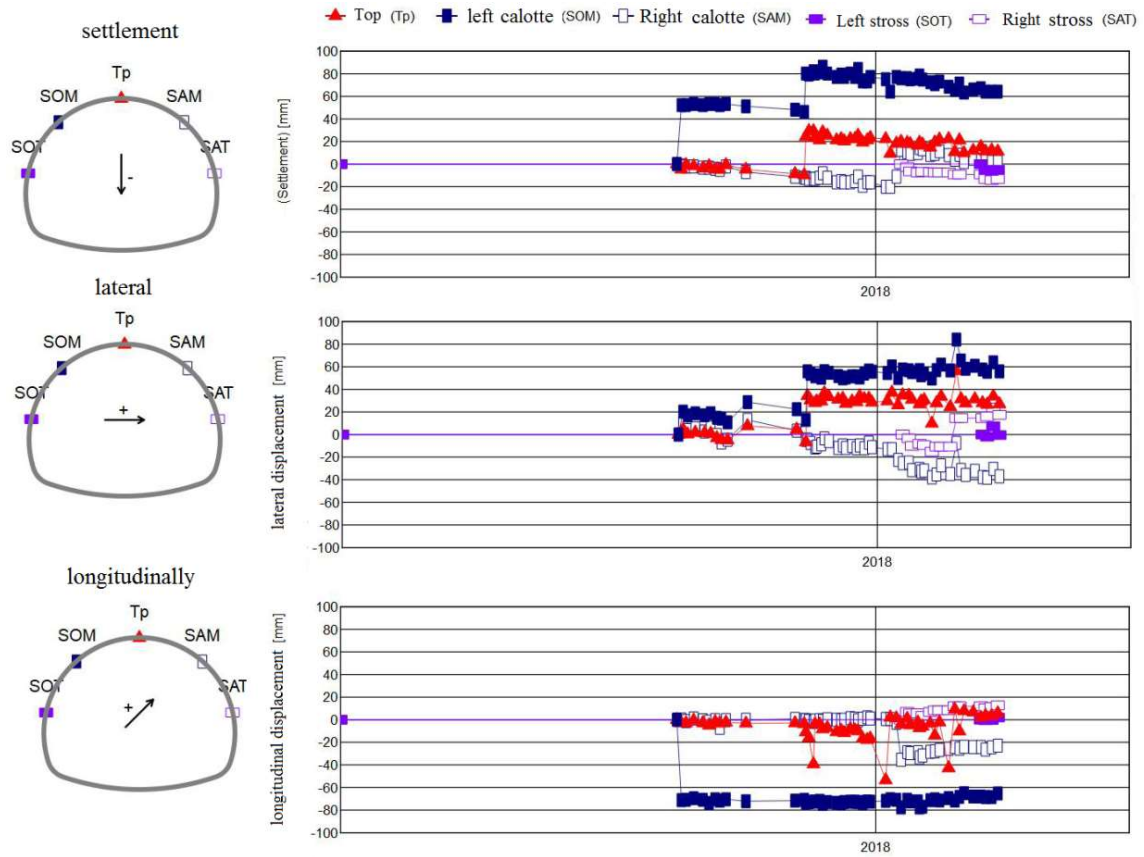 Top (Tp) left calotte (SOM) Right calotte (SAM) Left stross (SOT) Right stross (SAT)
settlement
Tp
SOM SAM
SOT SAT
-
(Settlement) [mm]
100
80
60
40
20
0
-20
-40
-60
-80
-100
2018
lateral
Tp
SOM SAM
SOT SAT
+
lateral displacement [mm]
100
80
60
40
20
0
-20
-40
-60
-80
-100
2018
longitudinally
Tp
SOM SAM
SOT SAT
+
longitudinal displacement [mm]
100
80
60
40
20
0
-20
-40
-60
-80
-100
2018